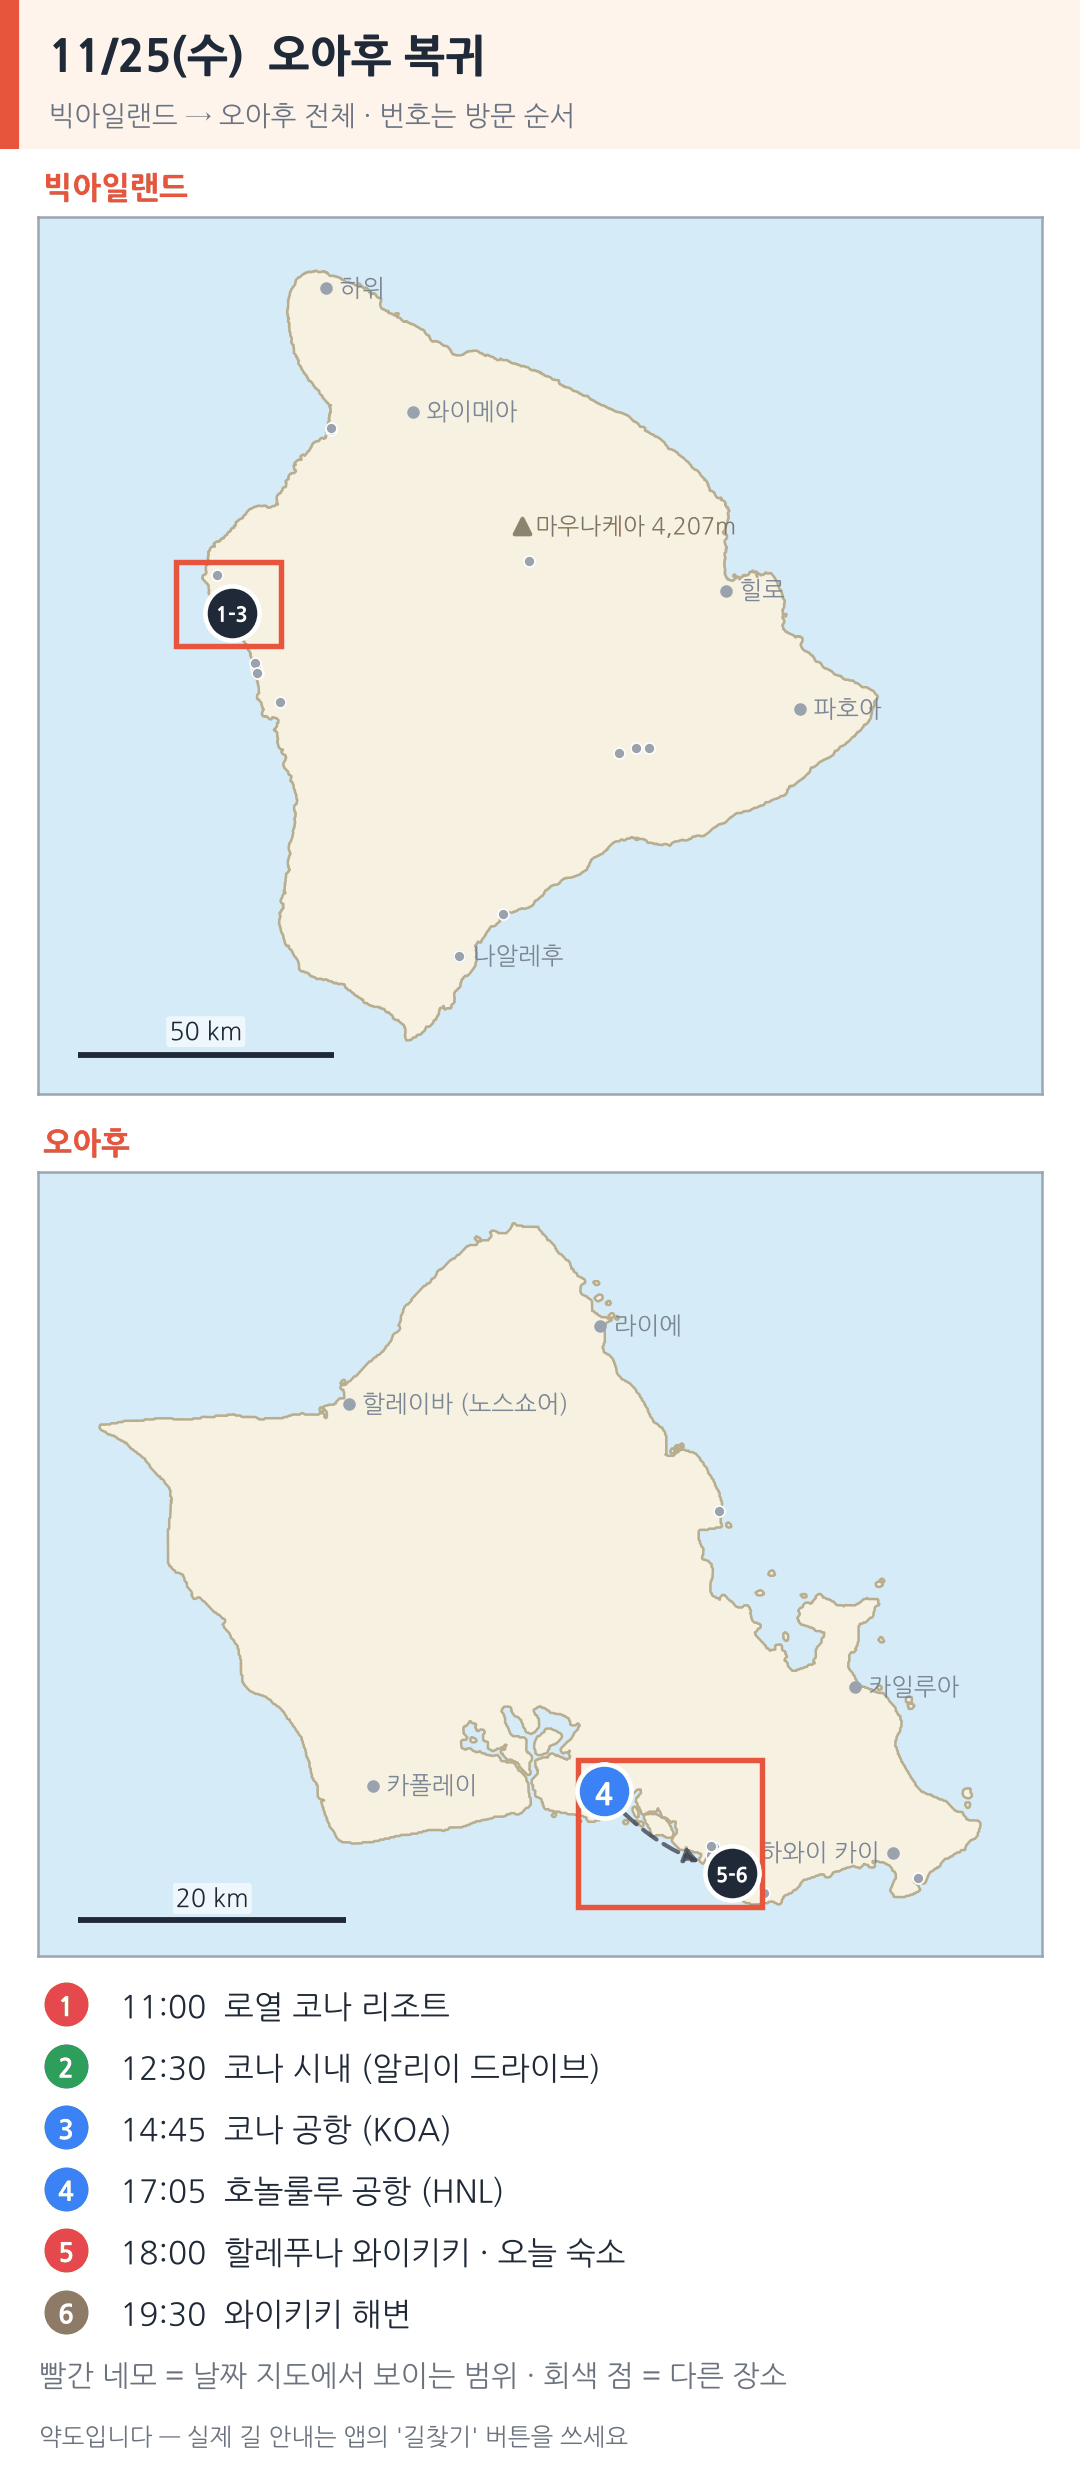 11/25(수) 오아후 복귀
빅아일랜드 → 오아후 전체 · 번호는 방문 순서
빅아일랜드
하위
와이메아
마우나케아 4,207m
힐로
1-3
파호아
나알레후
50 km
오아후
라이에
할레이바 (노스쇼어)
카일루아
카폴레이
4
하와이 카이
5-6
20 km
1 11:00 로열 코나 리조트
2 12:30 코나 시내 (알리이 드라이브)
3 14:45 코나 공항 (KOA)
4 17:05 호놀룰루 공항 (HNL)
5 18:00 할레푸나 와이키키 · 오늘 숙소
6 19:30 와이키키 해변
빨간 네모 = 날짜 지도에서 보이는 범위 · 회색 점 = 다른 장소
약도입니다 — 실제 길 안내는 앱의 '길찾기' 버튼을 쓰세요